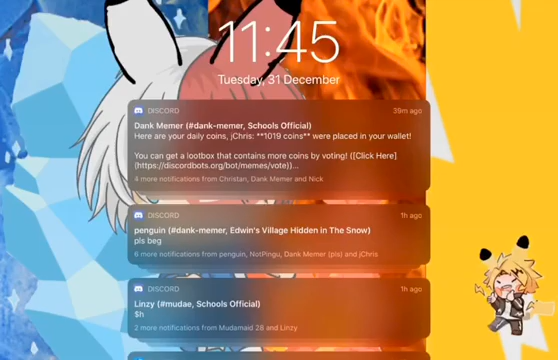 11:45
Tuesday, 31 December
DISCORD
39m ago
Dank Memer (#dank-memer, Schools Official)
Here are your daily coins, jChris: **1019 coins** were placed in your wallet!
You can get a lootbox that contains more coins by voting! ([Click Here]
(https://discordbots.org/bot/memes/vote))...
4 more notifications from Christan, Dank Memer and Nick
DISCORD
1h ago
penguin (#dank-memer, Edwin's Village Hidden in The Snow)
pls beg
6 more notifications from penguin, NotPingu, Dank Memer (pls) and jChris
DISCORD
1h ago
Linzy (#mudae, Schools Official)
$h
2 more notifications from Mudamaid 28 and Linzy